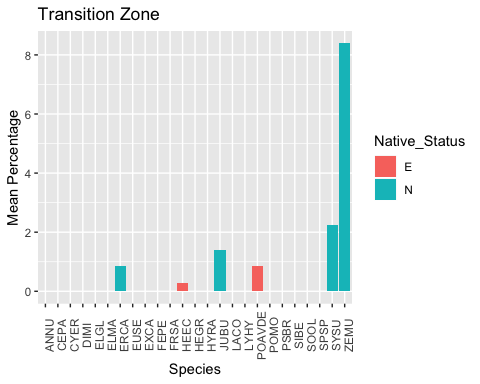 Transition Zone
Mean Percentage
8
6
4
2
0
ANNU
CEPA
CYER
DIMI
ELGL
ELMA
ERCA
EUSE
EXCA
FEPE
FRSA
HEEC
HEGR
HYRA
JUBU
LACO
LYHY
POAVDE
POMO
PSBR
SIBE
SOOL
SPSP
SYSU
ZEMU
Species
Native_Status
E
N